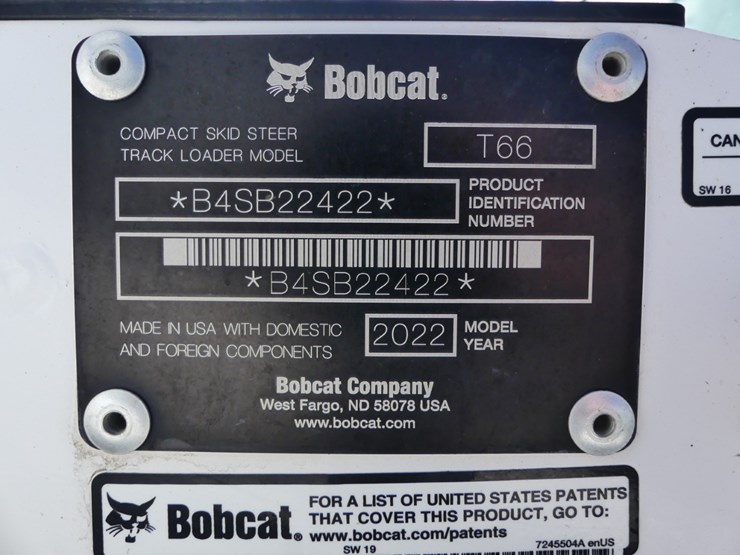 Bobcat®
COMPACT SKID STEER
TRACK LOADER MODEL
T66
*B4SB22422*
PRODUCT
IDENTIFICATION
NUMBER
*B4SB22422*
MADE IN USA WITH DOMESTIC
AND FOREIGN COMPONENTS
2022
MODEL
YEAR
Bobcat Company
West Fargo, ND 58078 USA
www.bobcat.com
CAN
SW 16
Bobcat®
FOR A LIST OF UNITED STATES PATENTS
THAT COVER THIS PRODUCT, GO TO:
www.bobcat.com/patents
SW 19
7245504A enUS